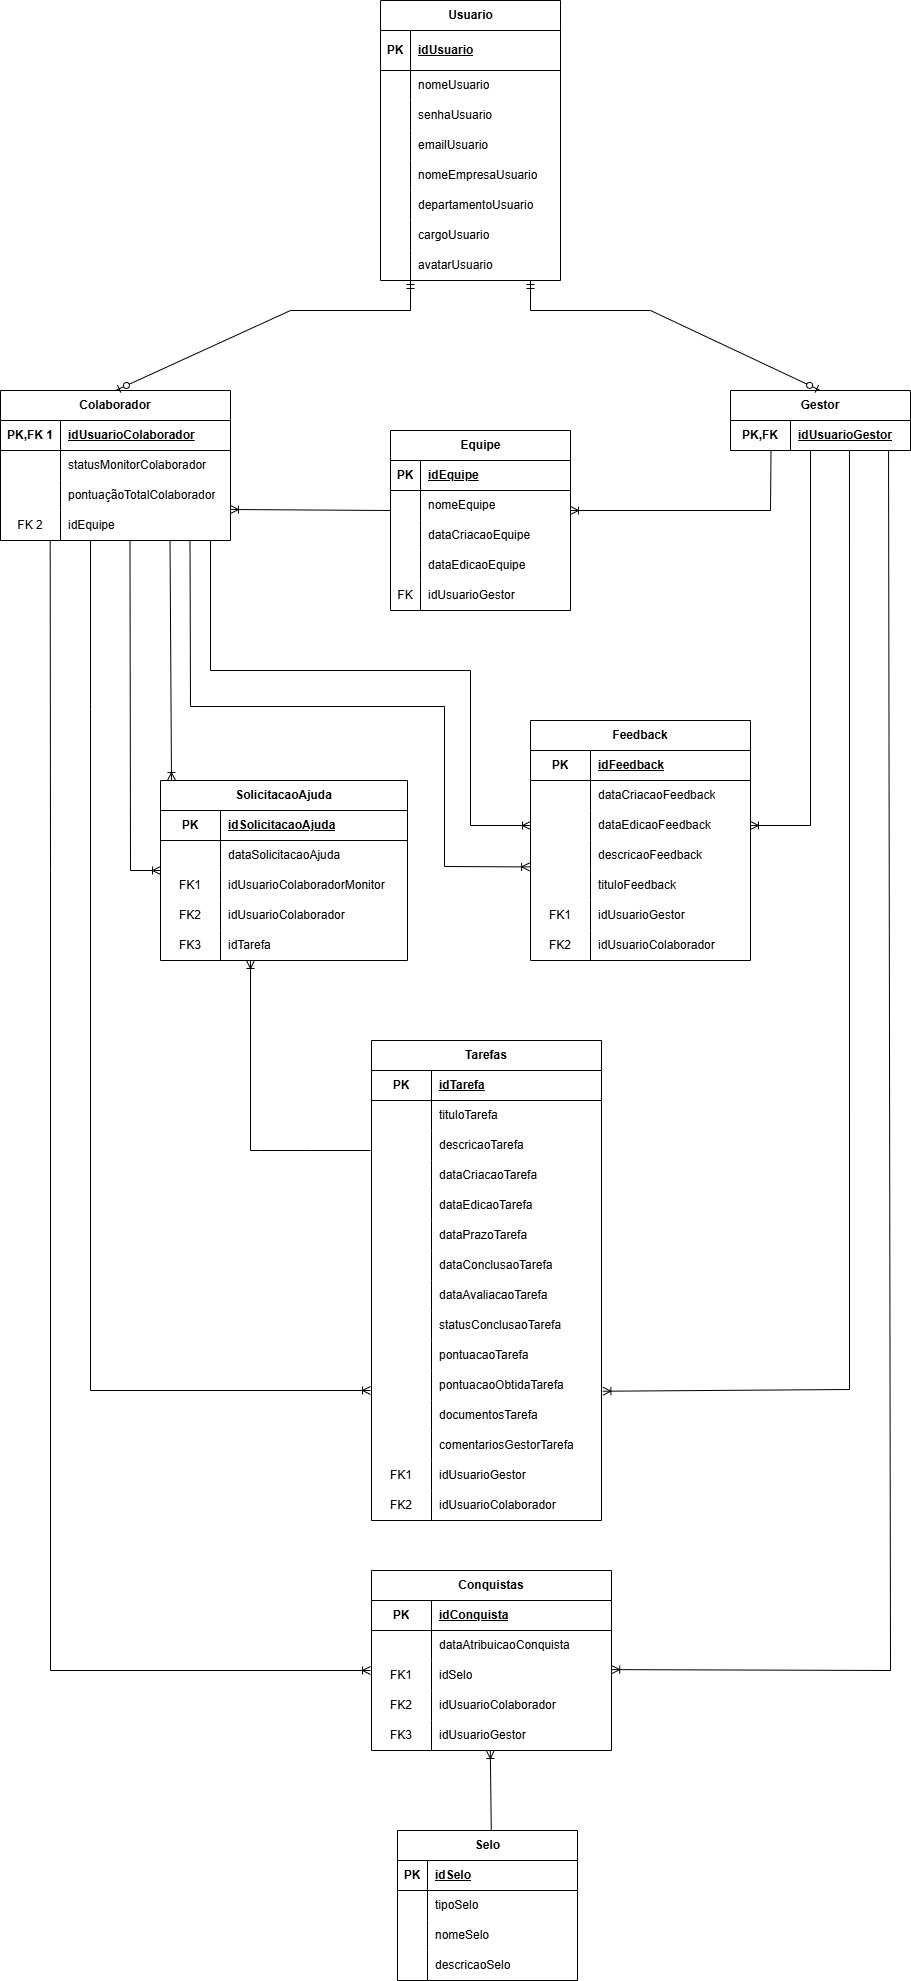 Usuario
PK idUsuario
nomeUsuario
senhaUsuario
emailUsuario
nomeEmpresaUsuario
departamentoUsuario
cargoUsuario
avatarUsuario
Colaborador
PK,FK 1 idUsuarioColaborador
statusMonitorColaborador
pontuaçãoTotalColaborador
FK 2 idEquipe
Gestor
PK,FK idUsuarioGestor
Equipe
PK idEquipe
nomeEquipe
dataCriacaoEquipe
dataEdicaoEquipe
FK idUsuarioGestor
Feedback
PK idFeedback
dataCriacaoFeedback
dataEdicaoFeedback
descricaoFeedback
tituloFeedback
FK1 idUsuarioGestor
FK2 idUsuarioColaborador
SolicitacaoAjuda
PK idSolicitacaoAjuda
dataSolicitacaoAjuda
FK1 idUsuarioColaboradorMonitor
FK2 idUsuarioColaborador
FK3 idTarefa
Tarefas
PK idTarefa
tituloTarefa
descricaoTarefa
dataCriacaoTarefa
dataEdicaoTarefa
dataPrazoTarefa
dataConclusaoTarefa
dataAvaliacaoTarefa
statusConclusaoTarefa
pontuacaoTarefa
pontuacaoObtidaTarefa
documentosTarefa
comentariosGestorTarefa
FK1 idUsuarioGestor
FK2 idUsuarioColaborador
Conquistas
PK idConquista
dataAtribuicaoConquista
FK1 idSelo
FK2 idUsuarioColaborador
FK3 idUsuarioGestor
Selo
PK idSelo
tipoSelo
nomeSelo
descricaoSelo